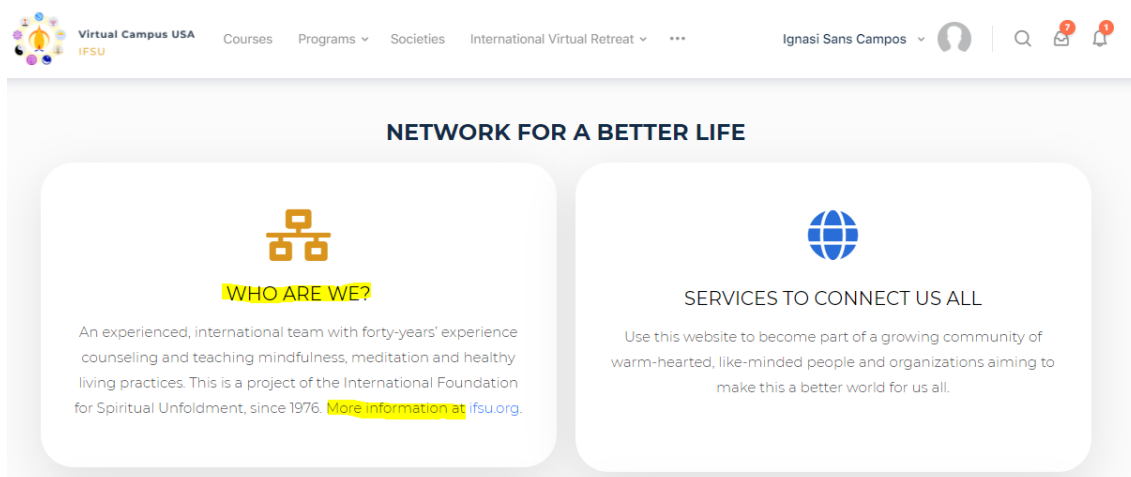 Virtual Campus USA
IFSU
Courses
Programs
Societies
International Virtual Retreat
•••
Ignasi Sans Campos
7
1
NETWORK FOR A BETTER LIFE
WHO ARE WE?
An experienced, international team with forty-years' experience
counseling and teaching mindfulness, meditation and healthy
living practices. This is a project of the International Foundation
for Spiritual Unfoldment, since 1976. More information at ifsu.org.
SERVICES TO CONNECT US ALL
Use this website to become part of a growing community of
warm-hearted, like-minded people and organizations aiming to
make this a better world for us all.